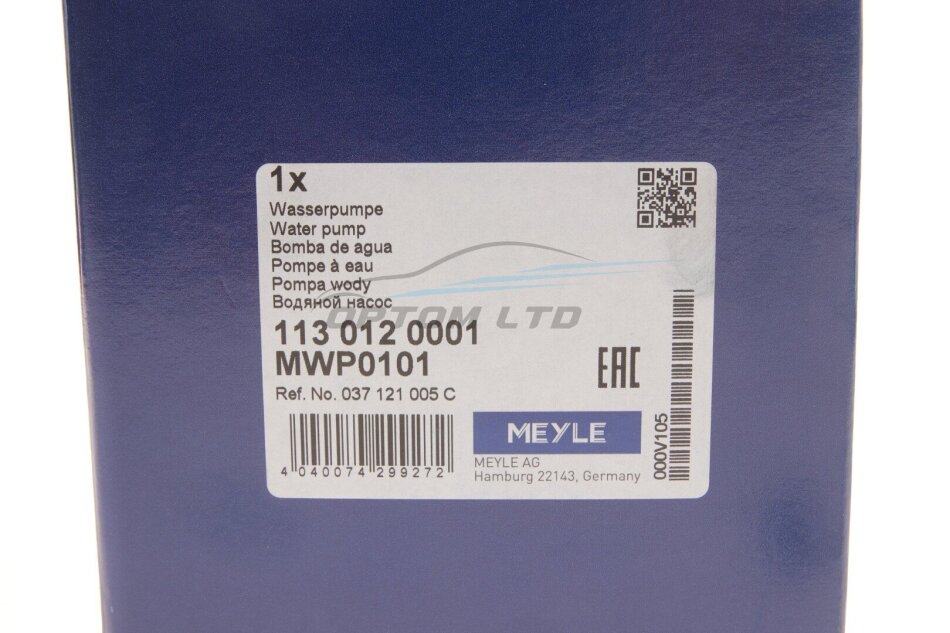 1x
Wasserpumpe
Water pump
Bomba de agua
Pompe à eau
Pompa wody
Водяной насос
OPTOM LTD
113 012 0001
MWP0101
EAC
Ref. No. 037 121 005 C
4 040074 299272
MEYLE
MEYLE AG
Hamburg 22143, Germany
000V105